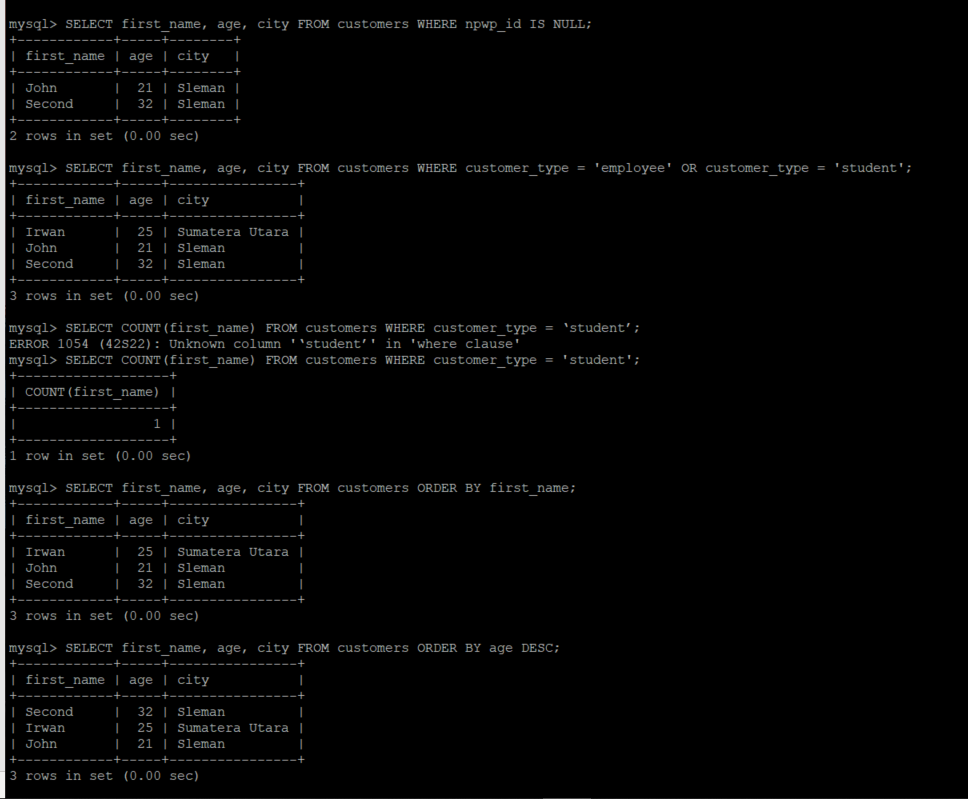 mysql> SELECT first_name, age, city FROM customers WHERE npwp_id IS NULL;
+------------+-----+--------+
| first_name | age | city   |
+------------+-----+--------+
| John       |  21 | Sleman |
| Second     |  32 | Sleman |
+------------+-----+--------+
2 rows in set (0.00 sec)
mysql> SELECT first_name, age, city FROM customers WHERE customer_type = 'employee' OR customer_type = 'student';
+------------+-----+----------------+
| first_name | age | city           |
+------------+-----+----------------+
| Irwan      |  25 | Sumatera Utara |
| John       |  21 | Sleman         |
| Second     |  32 | Sleman         |
+------------+-----+----------------+
3 rows in set (0.00 sec)
mysql> SELECT COUNT(first_name) FROM customers WHERE customer_type = ‘student’;
ERROR 1054 (42S22): Unknown column '‘student’' in 'where clause'
mysql> SELECT COUNT(first_name) FROM customers WHERE customer_type = 'student';
+-------------------+
| COUNT(first_name) |
+-------------------+
|                 1 |
+-------------------+
1 row in set (0.00 sec)
mysql> SELECT first_name, age, city FROM customers ORDER BY first_name;
+------------+-----+----------------+
| first_name | age | city           |
+------------+-----+----------------+
| Irwan      |  25 | Sumatera Utara |
| John       |  21 | Sleman         |
| Second     |  32 | Sleman         |
+------------+-----+----------------+
3 rows in set (0.00 sec)
mysql> SELECT first_name, age, city FROM customers ORDER BY age DESC;
+------------+-----+----------------+
| first_name | age | city           |
+------------+-----+----------------+
| Second     |  32 | Sleman         |
| Irwan      |  25 | Sumatera Utara |
| John       |  21 | Sleman         |
+------------+-----+----------------+
3 rows in set (0.00 sec)